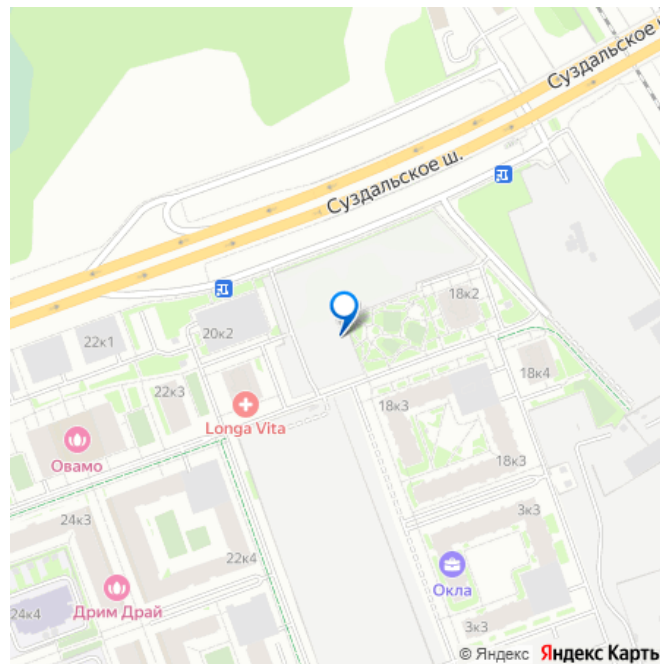 Суздальское ш.
Суздальское ш.
18к2
20к2
22к1
18к4
22к3
18к3
Longa Vita
Овамо
18к3
24к3
3к3
22к4
Окла
24к4
Дрим Драй
3к3
© Яндекс Яндекс Карты